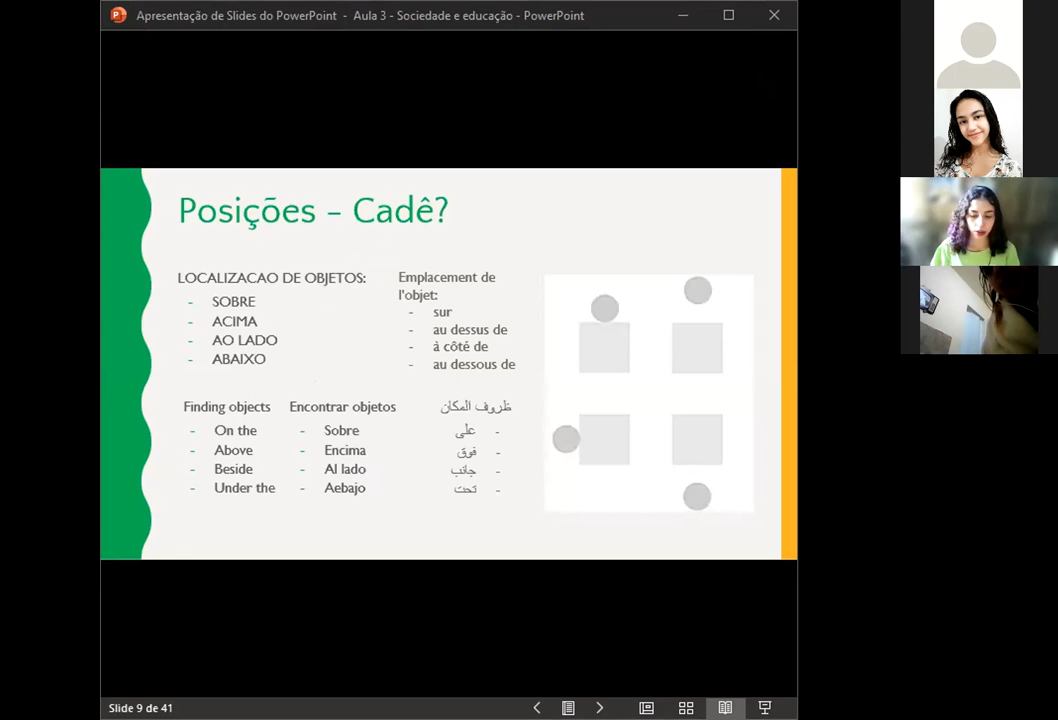 Apresentação de Slides do PowerPoint - Aula 3 - Sociedade e educação - PowerPoint
Posições - Cadê?
LOCALIZACAO DE OBJETOS:
- SOBRE
- ACIMA
- AO LADO
- ABAIXO
Emplacement de
l'objet:
- sur
- au dessus de
- à côté de
- au dessous de
Finding objects
- On the
- Above
- Beside
- Under the
Encontrar objetos
- Sobre
- Encima
- Al lado
- Aebajo
ظروف المكان
- على
- فوق
- جانب
- تحت
Slide 9 de 41